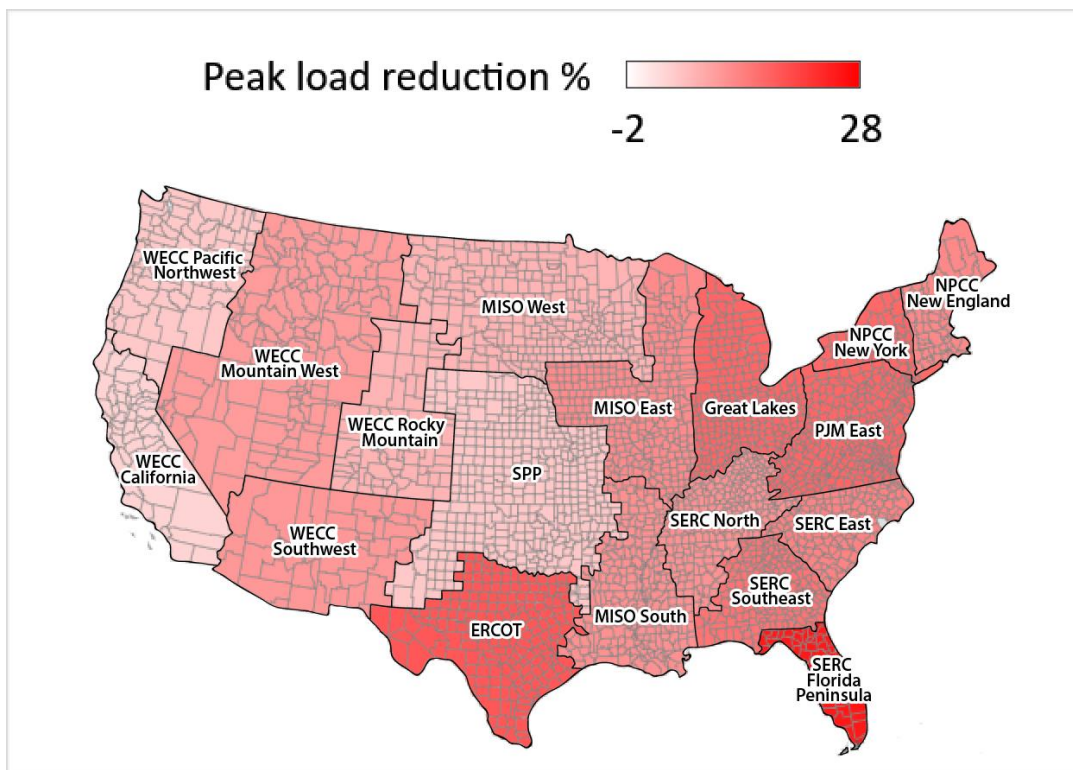 Peak load reduction %
-2
28
WECC Pacific
Northwest
MISO West
NPCC
New England
NPCC
New York
WECC
Mountain West
MISO East
Great Lakes
WECC Rocky
Mountain
PJM East
WECC
California
SPP
SERC North
SERC East
WECC
Southwest
SERC
Southeast
MISO South
ERCOT
SERC
Florida
Peninsula